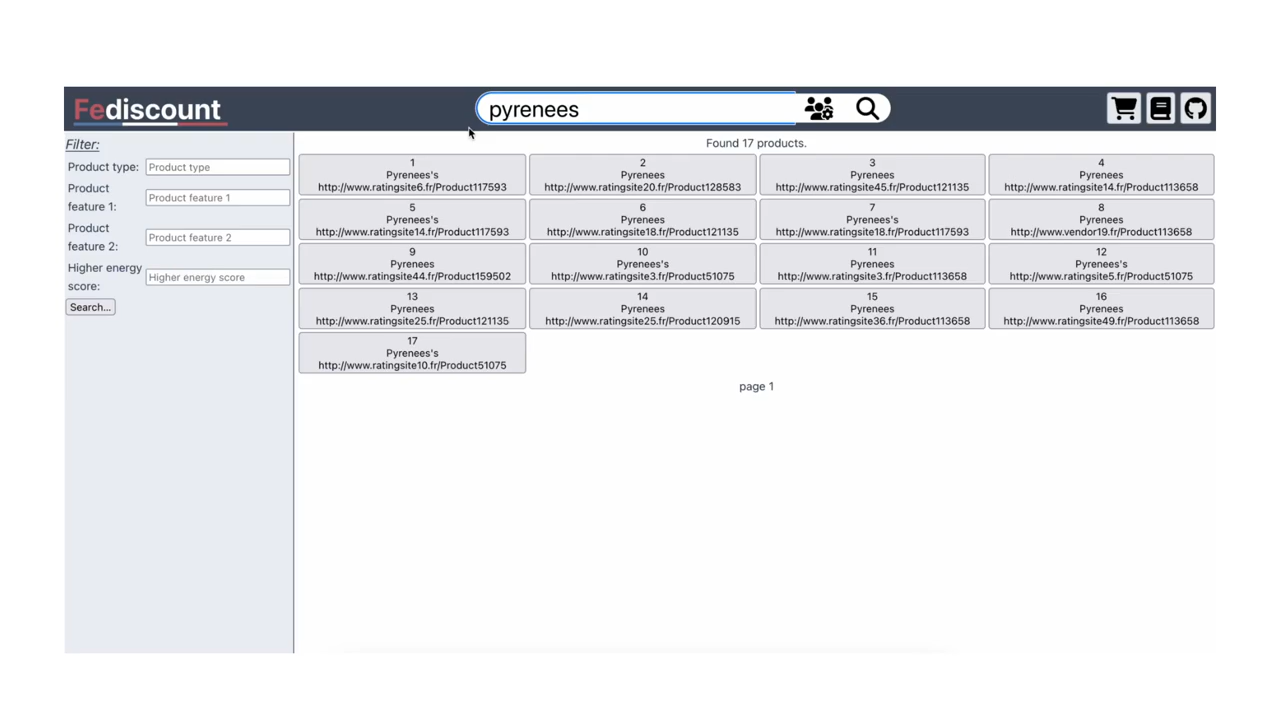 Fediscount
pyrenees
Filter:
Product type:
Product type
Product
feature 1:
Product feature 1
Product
feature 2:
Product feature 2
Higher energy
score:
Higher energy score
Search...
Found 17 products.
1
Pyrenees's
http://www.ratingsite6.fr/Product117593
2
Pyrenees
http://www.ratingsite20.fr/Product128583
3
Pyrenees
http://www.ratingsite45.fr/Product121135
4
Pyrenees
http://www.ratingsite14.fr/Product113658
5
Pyrenees's
http://www.ratingsite14.fr/Product117593
6
Pyrenees
http://www.ratingsite18.fr/Product121135
7
Pyrenees's
http://www.ratingsite18.fr/Product117593
8
Pyrenees
http://www.vendor19.fr/Product113658
9
Pyrenees
http://www.ratingsite44.fr/Product159502
10
Pyrenees's
http://www.ratingsite3.fr/Product51075
11
Pyrenees
http://www.ratingsite3.fr/Product113658
12
Pyrenees's
http://www.ratingsite5.fr/Product51075
13
Pyrenees
http://www.ratingsite25.fr/Product121135
14
Pyrenees
http://www.ratingsite25.fr/Product120915
15
Pyrenees
http://www.ratingsite36.fr/Product113658
16
Pyrenees
http://www.ratingsite49.fr/Product113658
17
Pyrenees's
http://www.ratingsite10.fr/Product51075
page 1